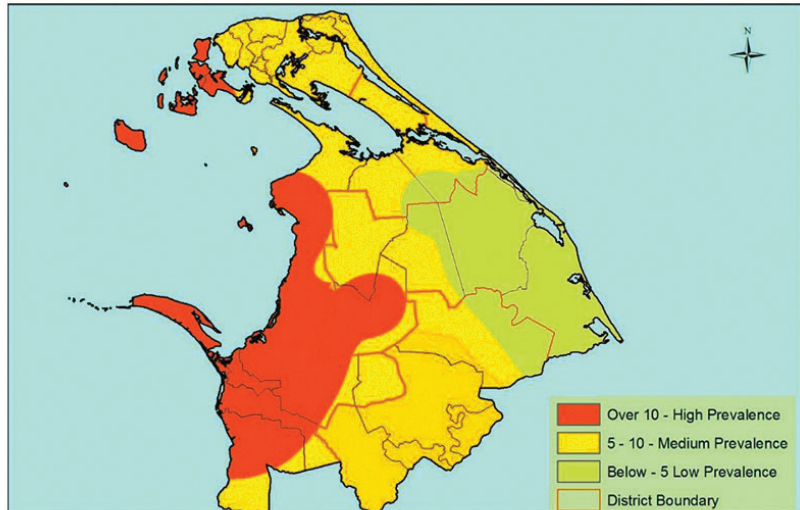 N
Over 10 - High Prevalence
5 - 10 - Medium Prevalence
Below - 5 Low Prevalence
District Boundary